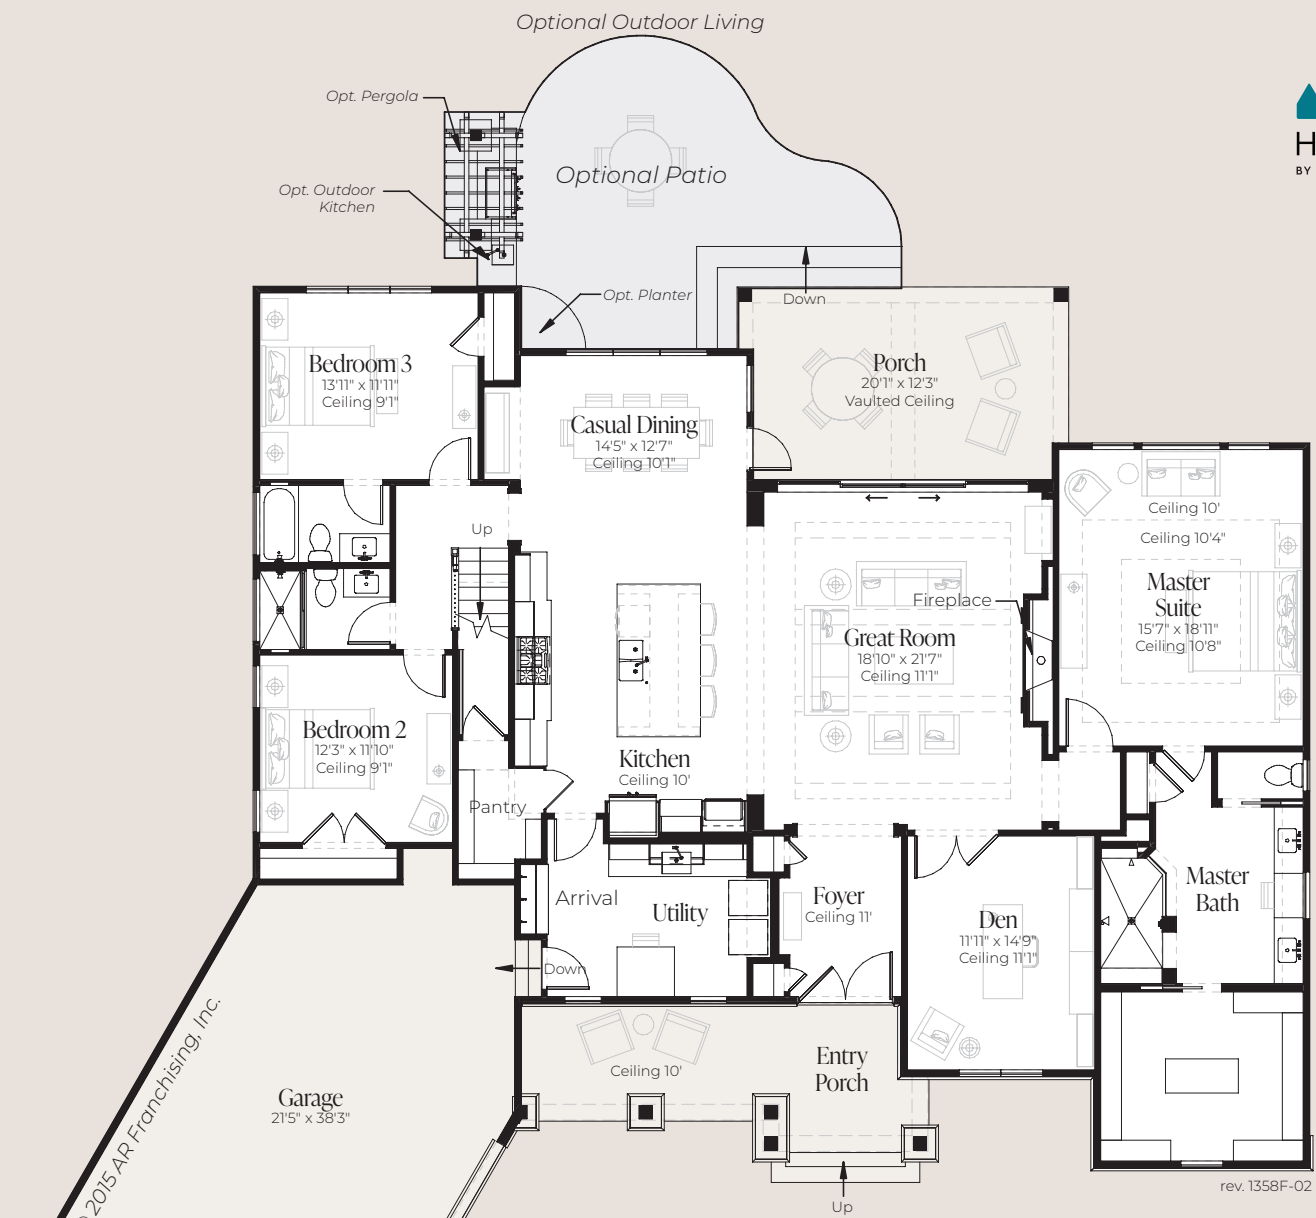 Optional Outdoor Living
Opt. Pergola
Optional Patio
Opt. Outdoor
Kitchen
H
BY
Opt. Planter
Down
Bedroom 3
13'11" x 11'11"
Ceiling 9'1"
Porch
20'1" x 12'3"
Vaulted Ceiling
Casual Dining
14'5" x 12'7"
Ceiling 10'1"
Up
Ceiling 10'
Ceiling 10'4"
Master
Suite
15'7" x 18'11"
Ceiling 10'8"
Fireplace
Great Room
18'10" x 21'7"
Ceiling 11'1"
Bedroom 2
12'3" x 11'10"
Ceiling 9'1"
Kitchen
Ceiling 10'
Pantry
Arrival
Utility
Foyer
Ceiling 11'
Den
11'11" x 14'9"
Ceiling 11'1"
Master
Bath
Down
Ceiling 10'
Entry
Porch
Garage
21'5" x 38'3"
2015 AR Franchising, Inc.
Up
rev. 1358F-02